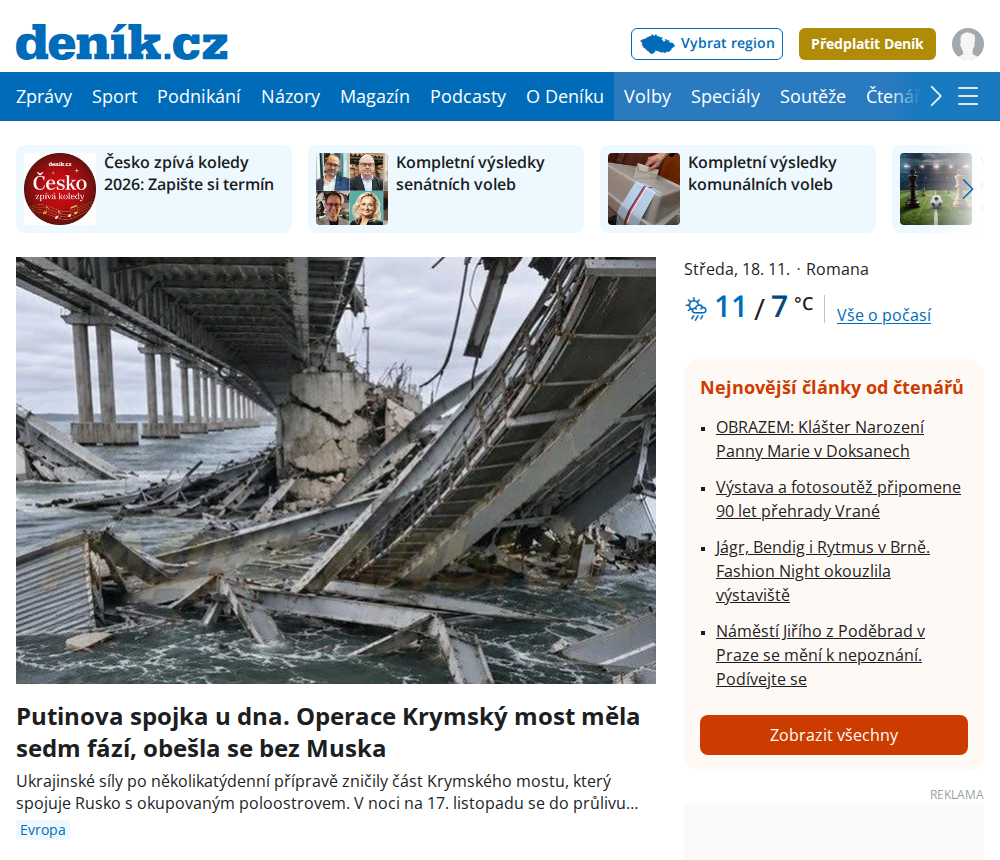 deník.cz
Vybrat region
Předplatit Deník
Zprávy Sport Podnikání Názory Magazín Podcasty O Deníku Volby Speciály Soutěže
deník.cz
Česko
zpívá koledy
Česko zpívá koledy
2026: Zapište si termín
Kompletní výsledky
senátních voleb
Kompletní výsledky
komunálních voleb
Středa, 18. 11. · Romana
11 / 7 °C
Vše o počasí
Nejnovější články od čtenářů
OBRAZEM: Klášter Narození
Panny Marie v Doksanech
Výstava a fotosoutěž připomene
90 let přehrady Vrané
Jágr, Bendig i Rytmus v Brně.
Fashion Night okouzlila
výstaviště
Náměstí Jiřího z Poděbrad v
Praze se mění k nepoznání.
Podívejte se
Zobrazit všechny
Putinova spojka u dna. Operace Krymský most měla
sedm fází, obešla se bez Muska
Ukrajinské síly po několikatýdenní přípravě zničily část Krymského mostu, který
spojuje Rusko s okupovaným poloostrovem. V noci na 17. listopadu se do průlivu...
Evropa
REKLAMA